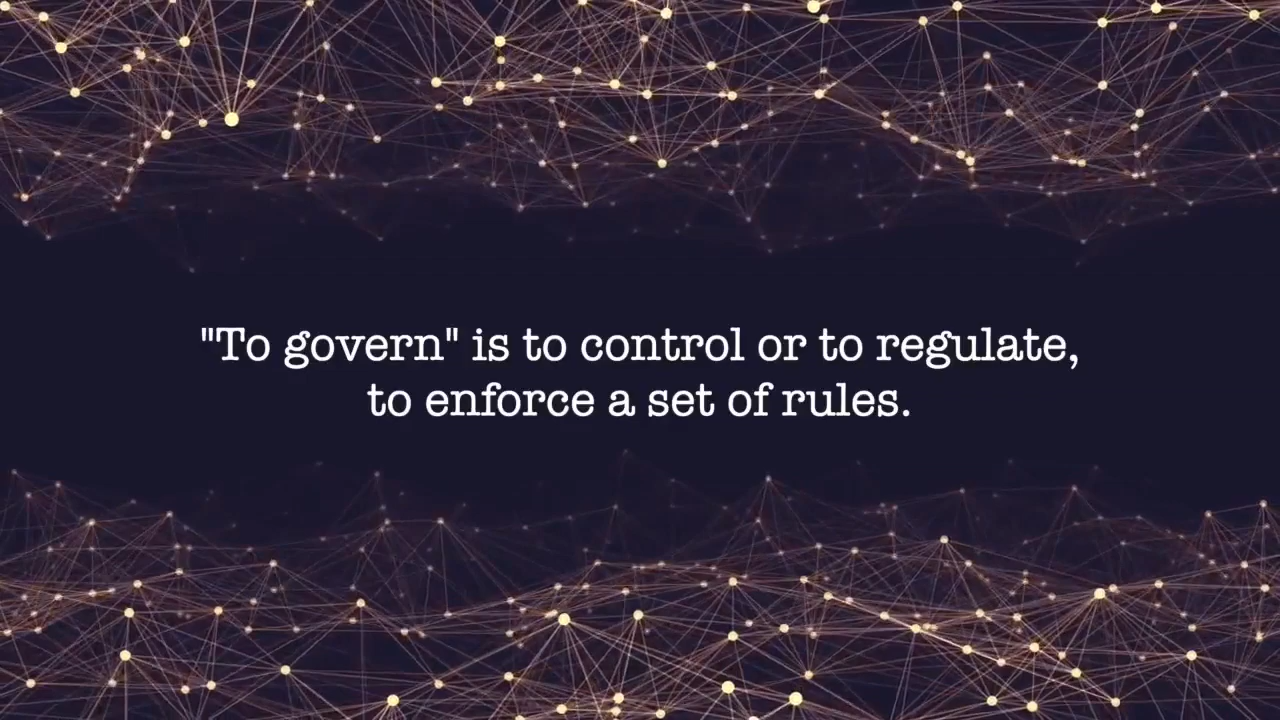 "To govern" is to control or to regulate,
to enforce a set of rules.